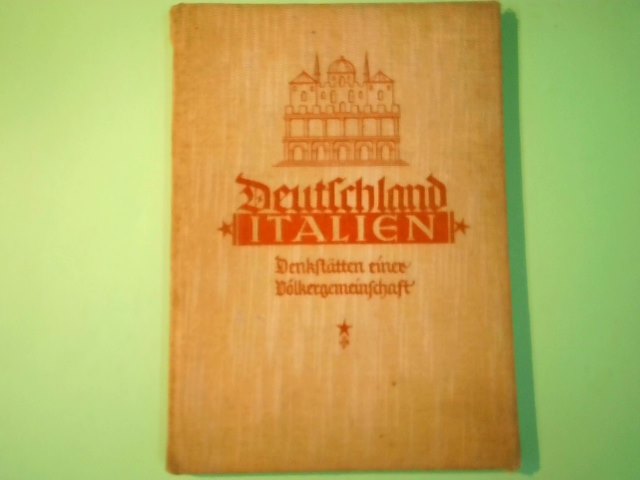 Deutschland
ITALIEN
Denkstätten einer
Völkergemeinschaft